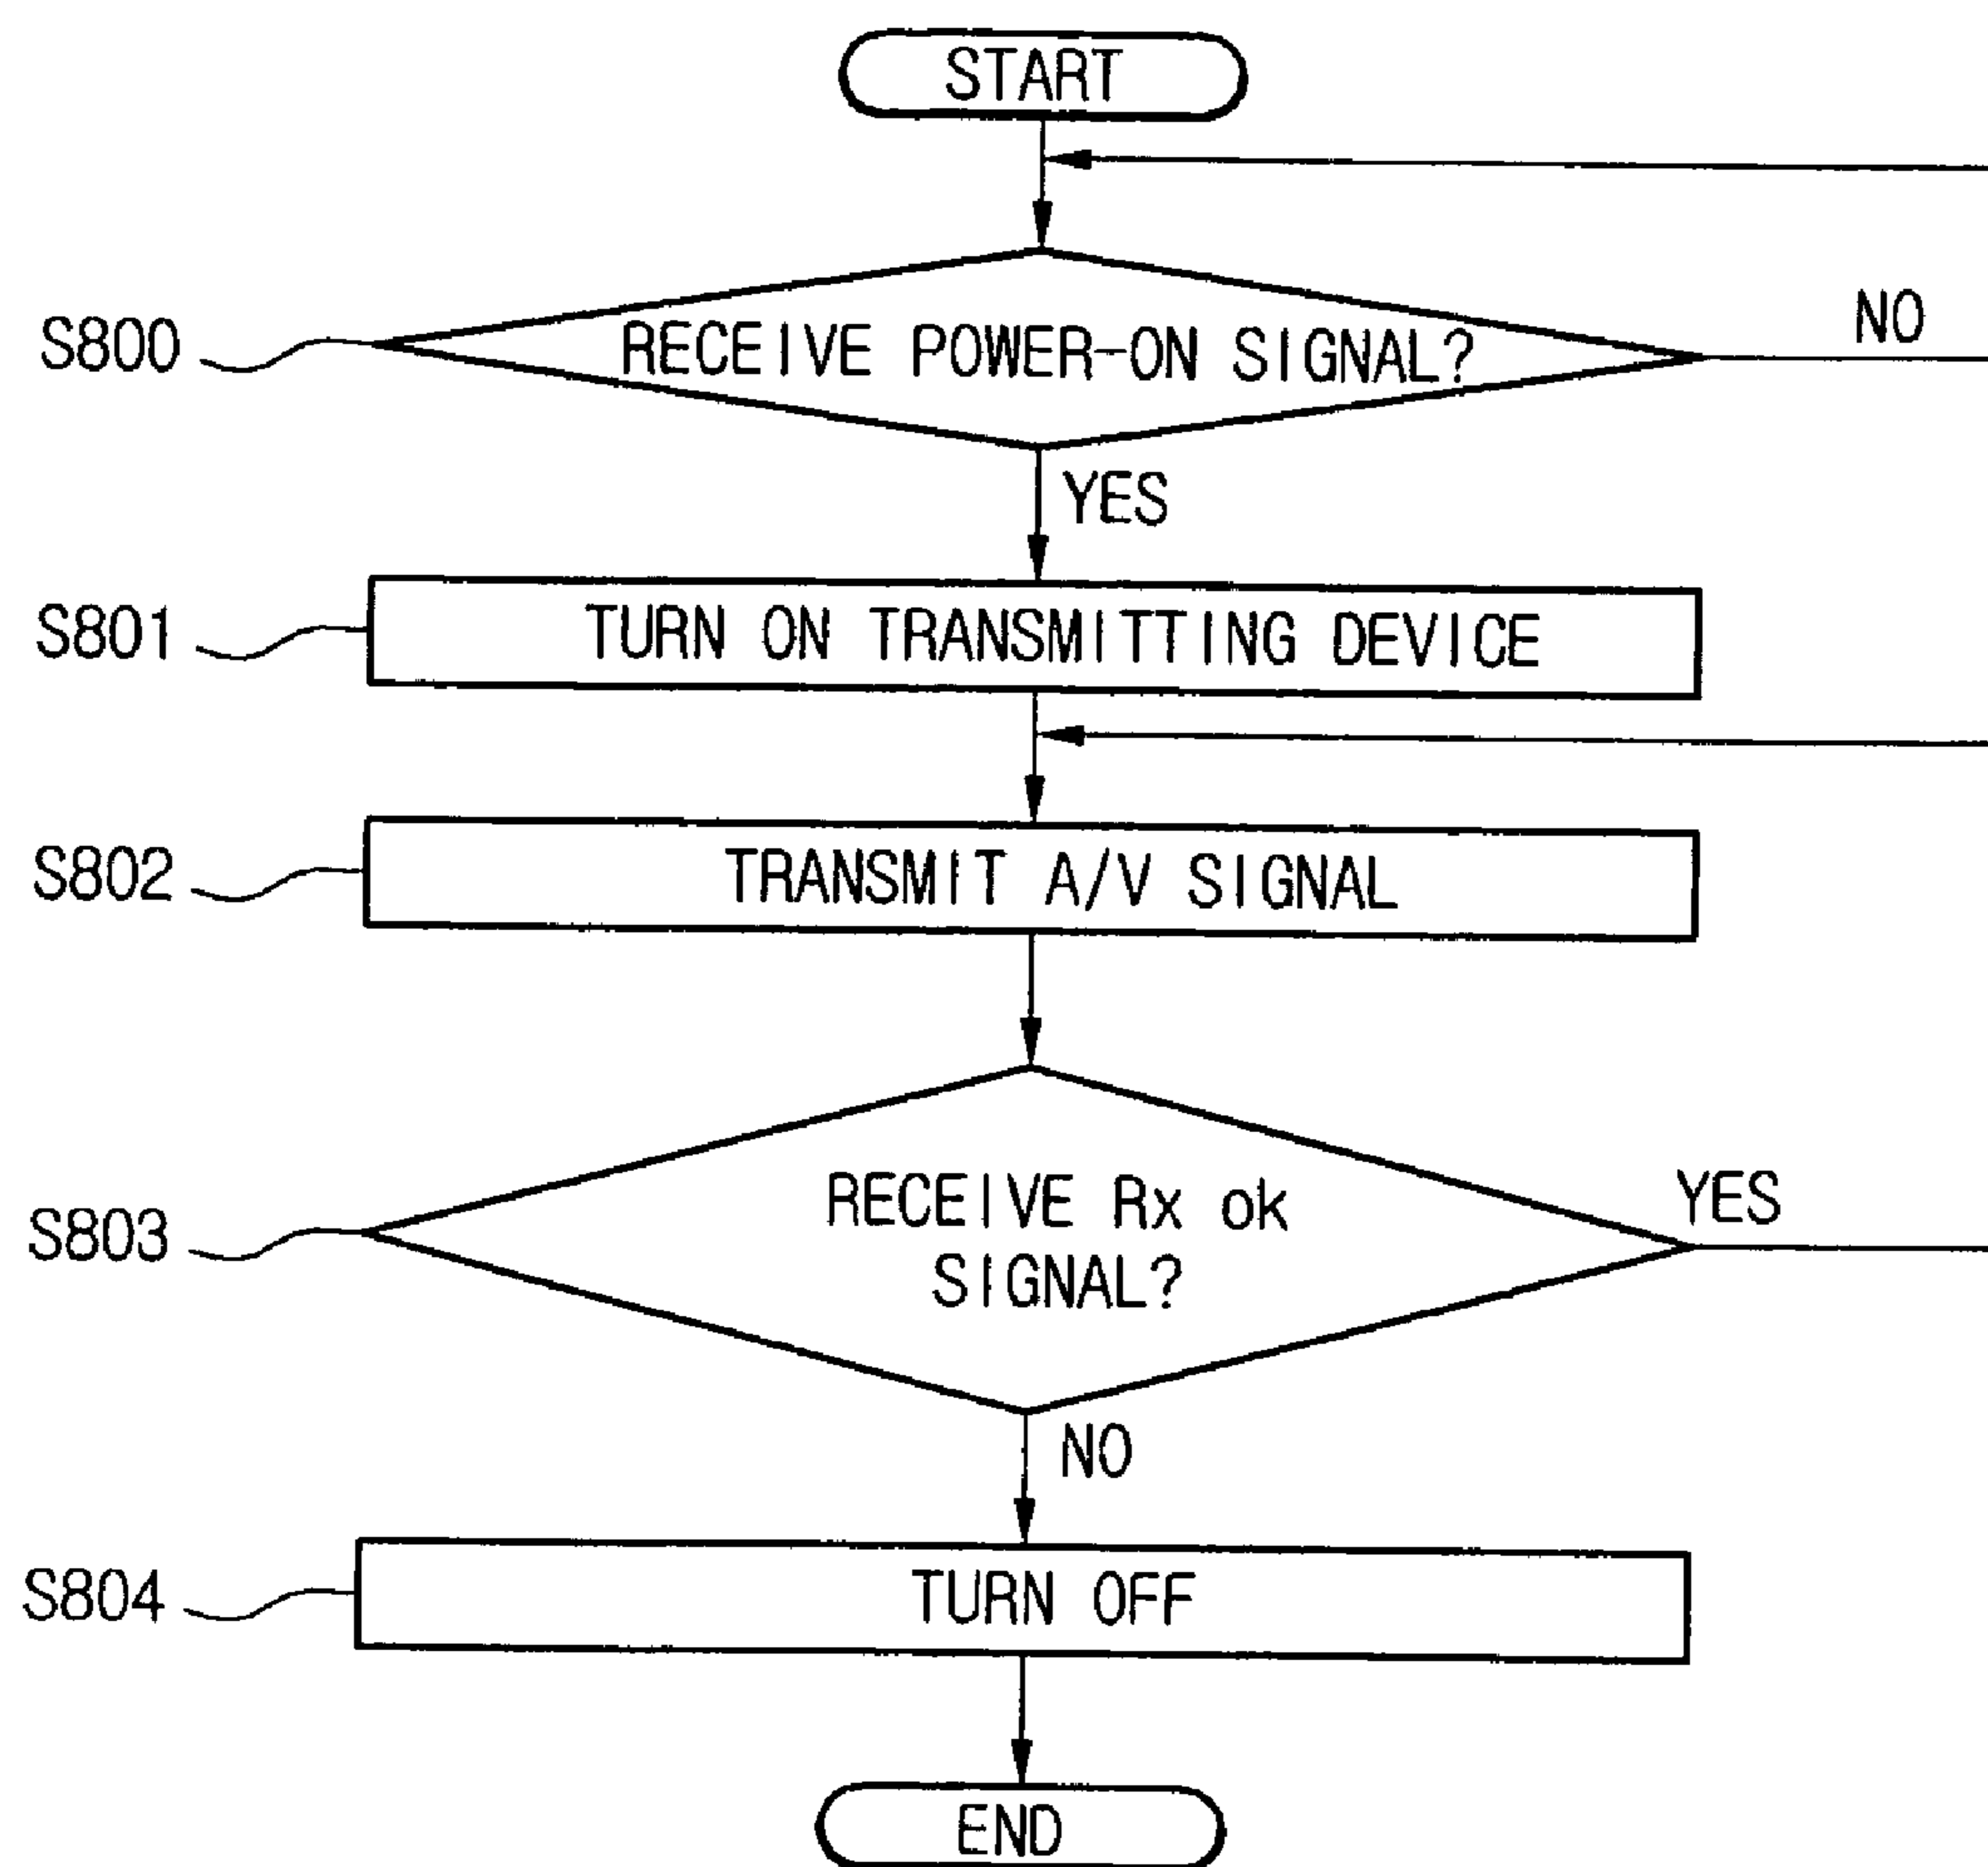 START
S800
RECEIVE POWER-ON SIGNAL?
NO
YES
S801
TURN ON TRANSMITTING DEVICE
S802
TRANSMIT A/V SIGNAL
S803
RECEIVE Rx ok
SIGNAL?
YES
NO
S804
TURN OFF
END